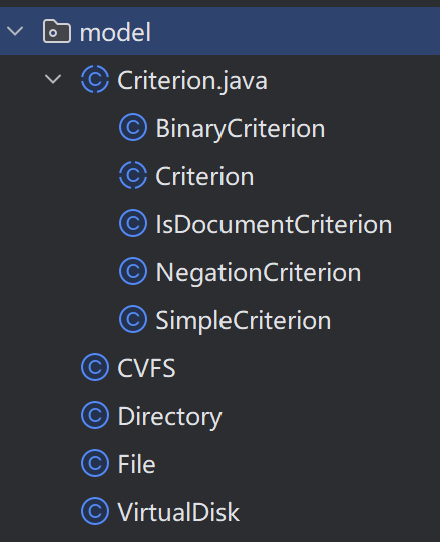 model
Criterion.java
BinaryCriterion
Criterion
IsDocumentCriterion
NegationCriterion
SimpleCriterion
CVFS
Directory
File
VirtualDisk